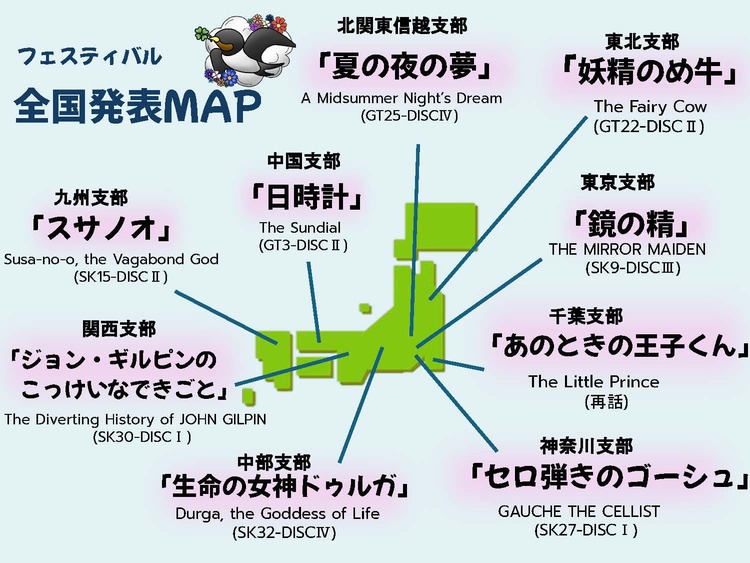 フェスティバル
全国発表MAP
北関東信越支部
「夏の夜の夢」
A Midsummer Night's Dream
(GT25-DISCⅣ)
東北支部
「妖精のめ牛」
The Fairy Cow
(GT22-DISCⅡ)
中国支部
「日時計」
The Sundial
(GT3-DISCⅡ)
東京支部
「鏡の精」
THE MIRROR MAIDEN
(SK9-DISCⅢ)
九州支部
「スサノオ」
Susa-no-o, the Vagabond God
(SK15-DISCⅡ)
千葉支部
「あのときの王子くん」
The Little Prince
(再話)
関西支部
「ジョン・ギルピンの
こっけいなできごと」
The Diverting History of JOHN GILPIN
(SK30-DISCⅠ)
神奈川支部
「セロ弾きのゴーシュ」
GAUCHE THE CELLIST
(SK27-DISCⅠ)
中部支部
「生命の女神ドゥルガ」
Durga, the Goddess of Life
(SK32-DISCⅣ)